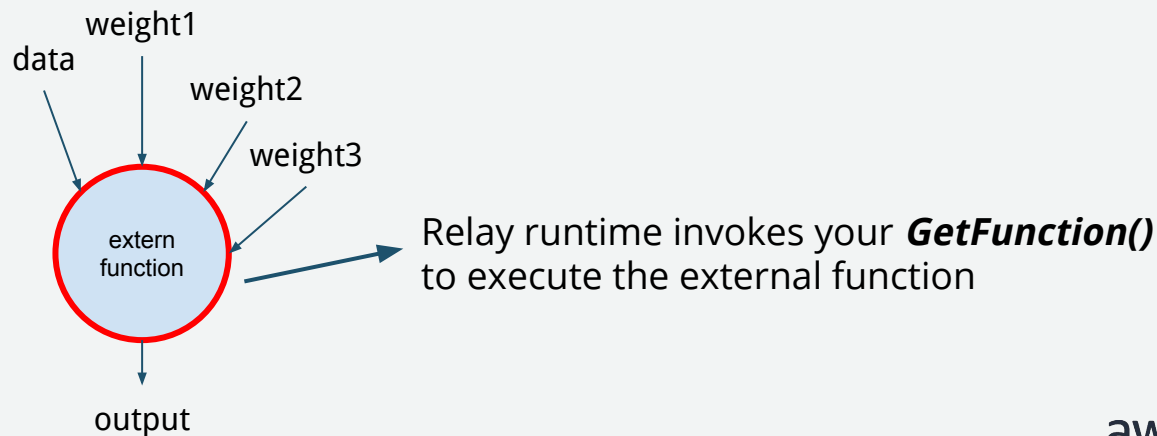 weight1
data
weight2
weight3
extern
function
Relay runtime invokes your GetFunction()
to execute the external function
output